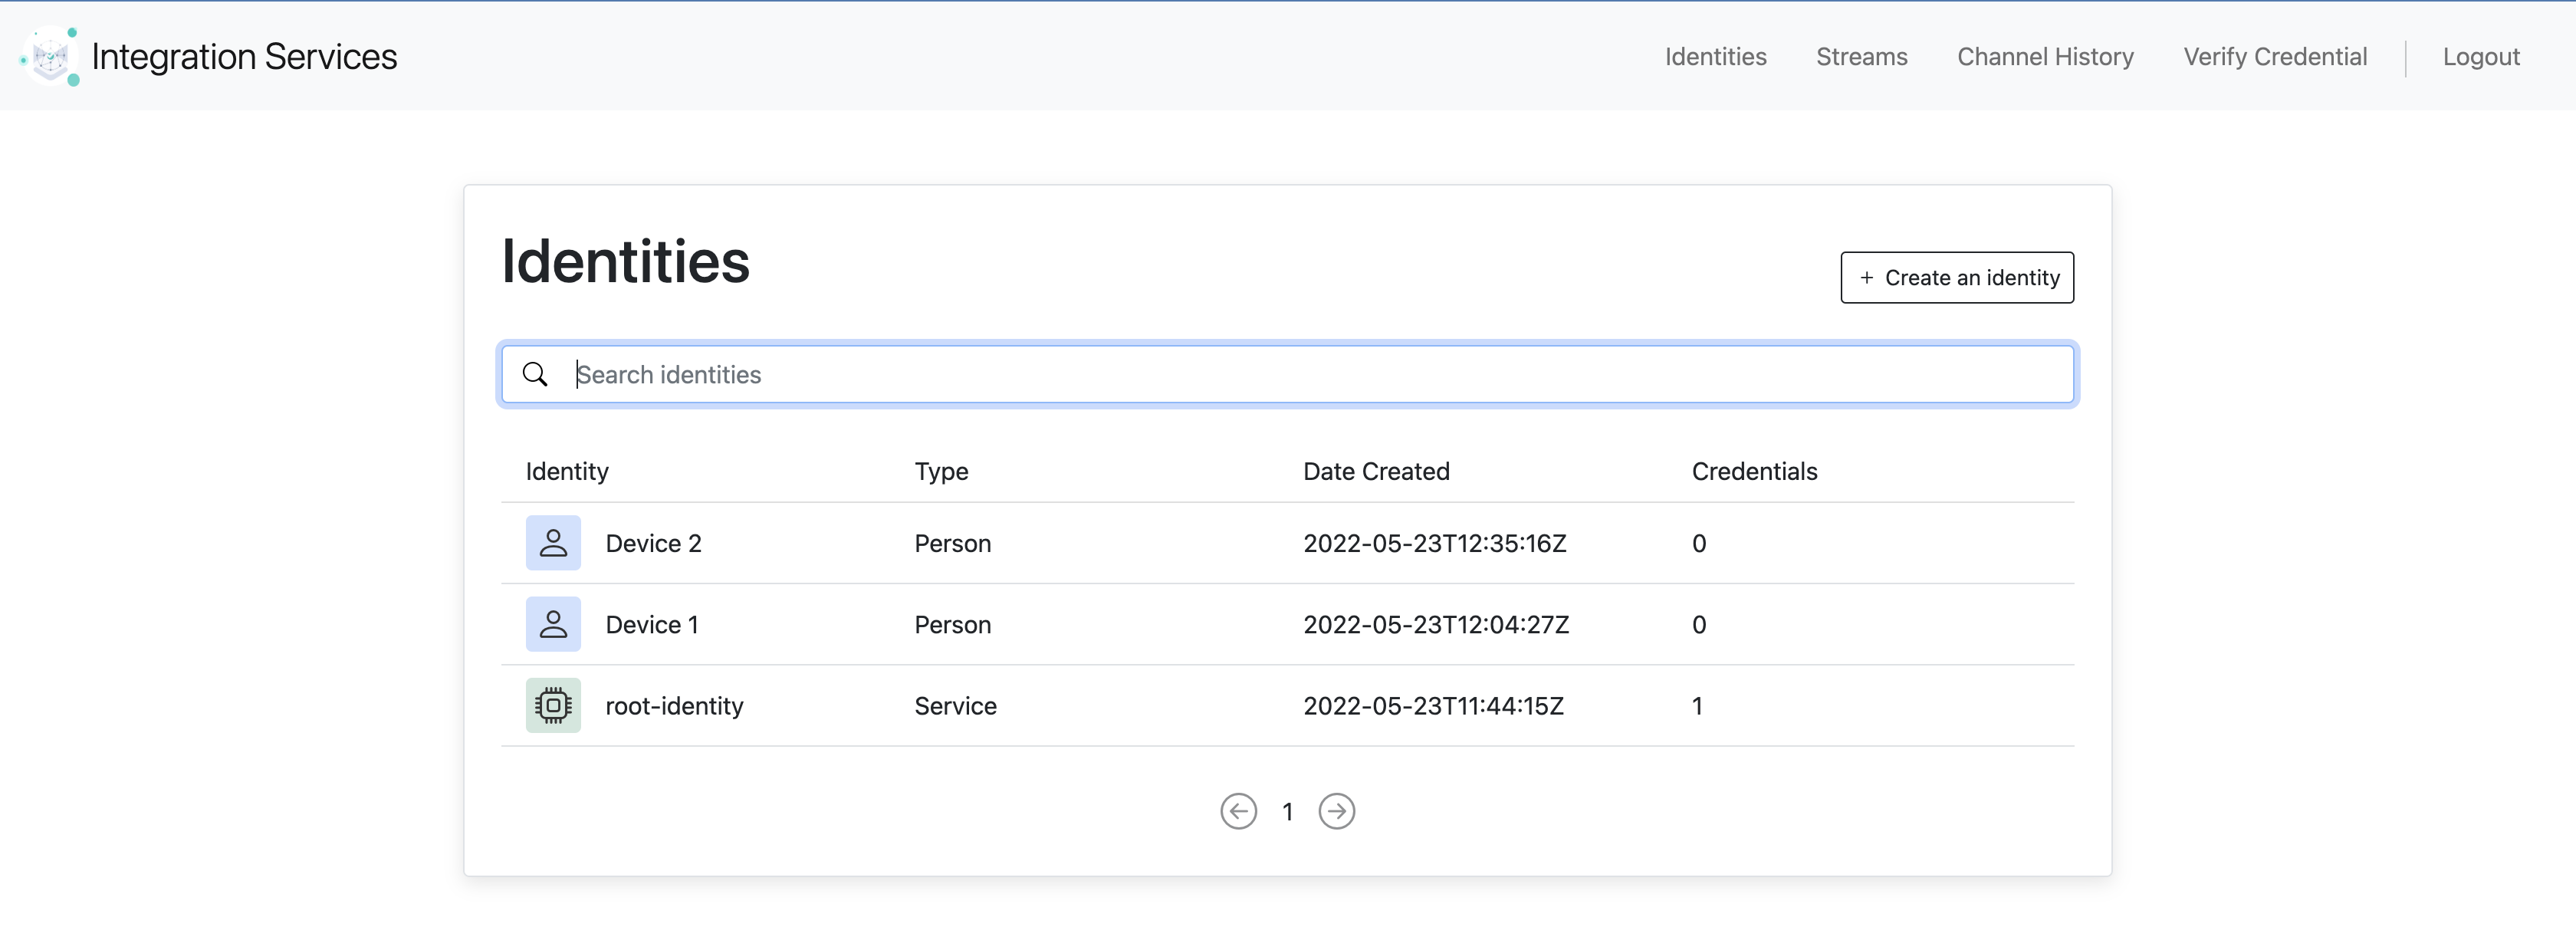 Integration Services
Identities Streams Channel History Verify Credential Logout
Identities
+ Create an identity
Search identities
Identity Type Date Created Credentials
Device 2 Person 2022-05-23T12:35:16Z 0
Device 1 Person 2022-05-23T12:04:27Z 0
root-identity Service 2022-05-23T11:44:15Z 1
1